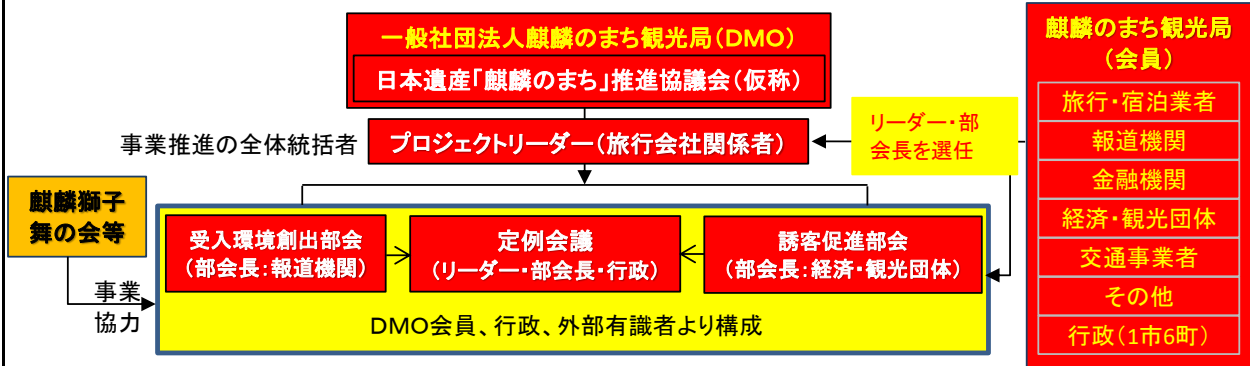 一般社団法人麒麟のまち観光局(DMO)
日本遺産「麒麟のまち」推進協議会(仮称)
事業推進の全体統括者
プロジェクトリーダー(旅行会社関係者)
リーダー・部
会長を選任
麒麟獅子
舞の会等
事業
協力
受入環境創出部会
(部会長:報道機関)
定例会議
(リーダー・部会長・行政)
誘客促進部会
(部会長:経済・観光団体)
DMO会員、行政、外部有識者より構成
麒麟のまち観光局
(会員)
旅行・宿泊業者
報道機関
金融機関
経済・観光団体
交通事業者
その他
行政(1市6町)